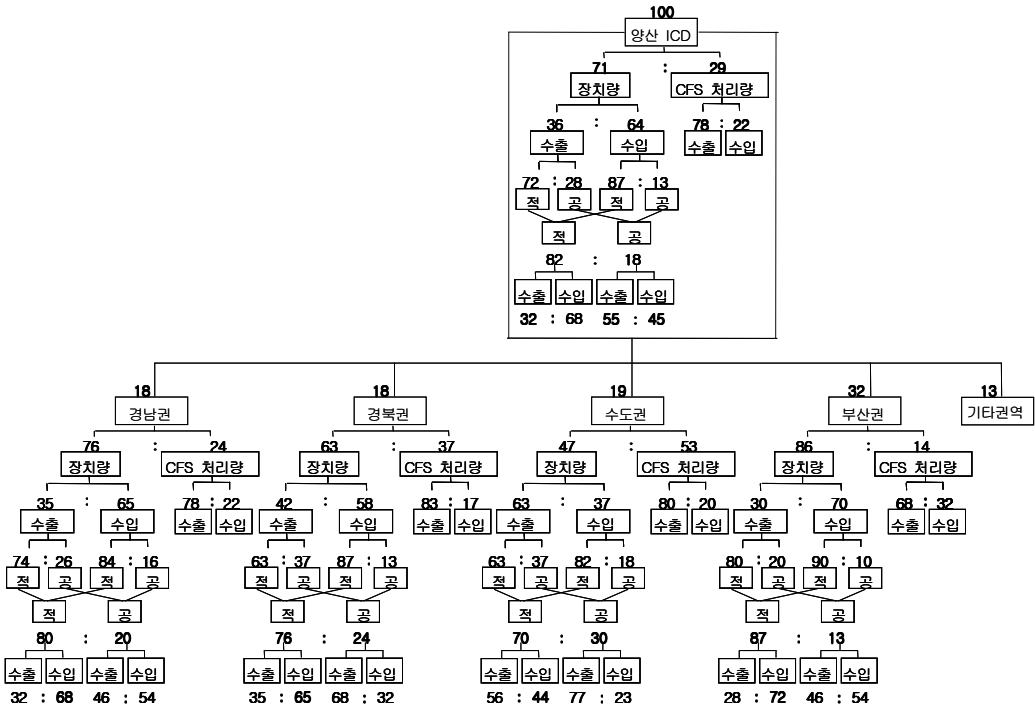 100
양산 ICD
71 : 29
장치량 CFS 처리량
36 : 64 78 : 22
수출 수입 수출 수입
72 : 28 87 : 13
적 공 적 공
적 공
82 : 18
수출 수입 수출 수입
32 : 68 55 : 45
18 18 19 32 13
경남권 경북권 수도권 부산권 기타권역
76 : 24 63 : 37 47 : 53 86 : 14
장치량 CFS 처리량 장치량 CFS 처리량 장치량 CFS 처리량 장치량 CFS 처리량
35 : 65 78 : 22 42 : 58 83 : 17 63 : 37 80 : 20 30 : 70 68 : 32
수출 수입 수출 수입 수출 수입 수출 수입 수출 수입 수출 수입 수출 수입 수출 수입
74 : 26 84 : 16 63 : 37 87 : 13 63 : 37 82 : 18 80 : 20 90 : 10
적 공 적 공 적 공 적 공 적 공 적 공 적 공 적 공
적 공 적 공 적 공 적 공
80 : 20 76 : 24 70 : 30 87 : 13
수출 수입 수출 수입 수출 수입 수출 수입 수출 수입 수출 수입 수출 수입 수출 수입
32 : 68 46 : 54 35 : 65 68 : 32 56 : 44 77 : 23 28 : 72 46 : 54